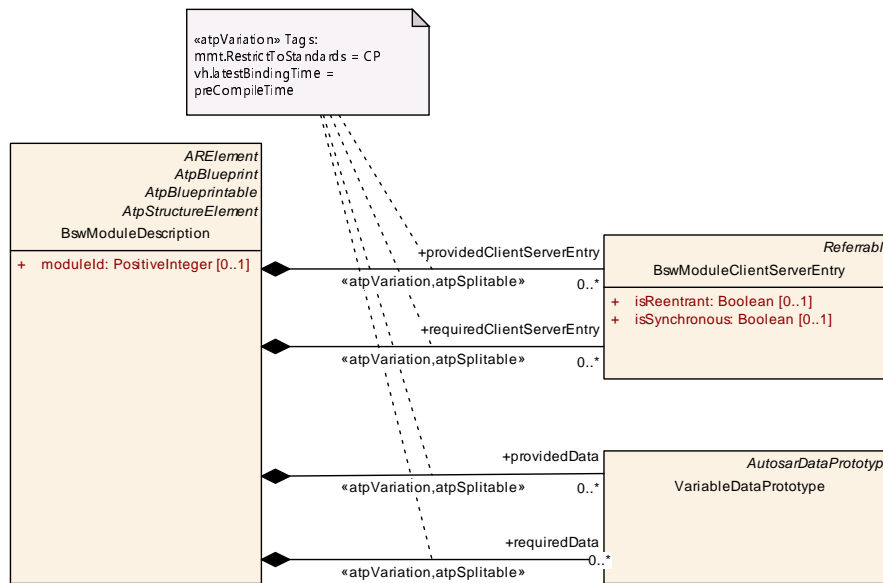 «atpVariation» Tags:
mmt.RestrictToStandards = CP
vh.latestBindingTime =
preCompileTime
ARElement
AtpBlueprint
AtpBlueprintable
AtpStructureElement
BswModuleDescription
+ moduleId: PositiveInteger [0..1]
+providedClientServerEntry
«atpVariation,atpSplitable»
0..*
+requiredClientServerEntry
«atpVariation,atpSplitable»
0..*
Referrabl
BswModuleClientServerEntry
+ isReentrant: Boolean [0..1]
+ isSynchronous: Boolean [0..1]
+providedData
«atpVariation,atpSplitable»
0..*
AutosarDataPrototyp
VariableDataPrototype
+requiredData
«atpVariation,atpSplitable»
0..*